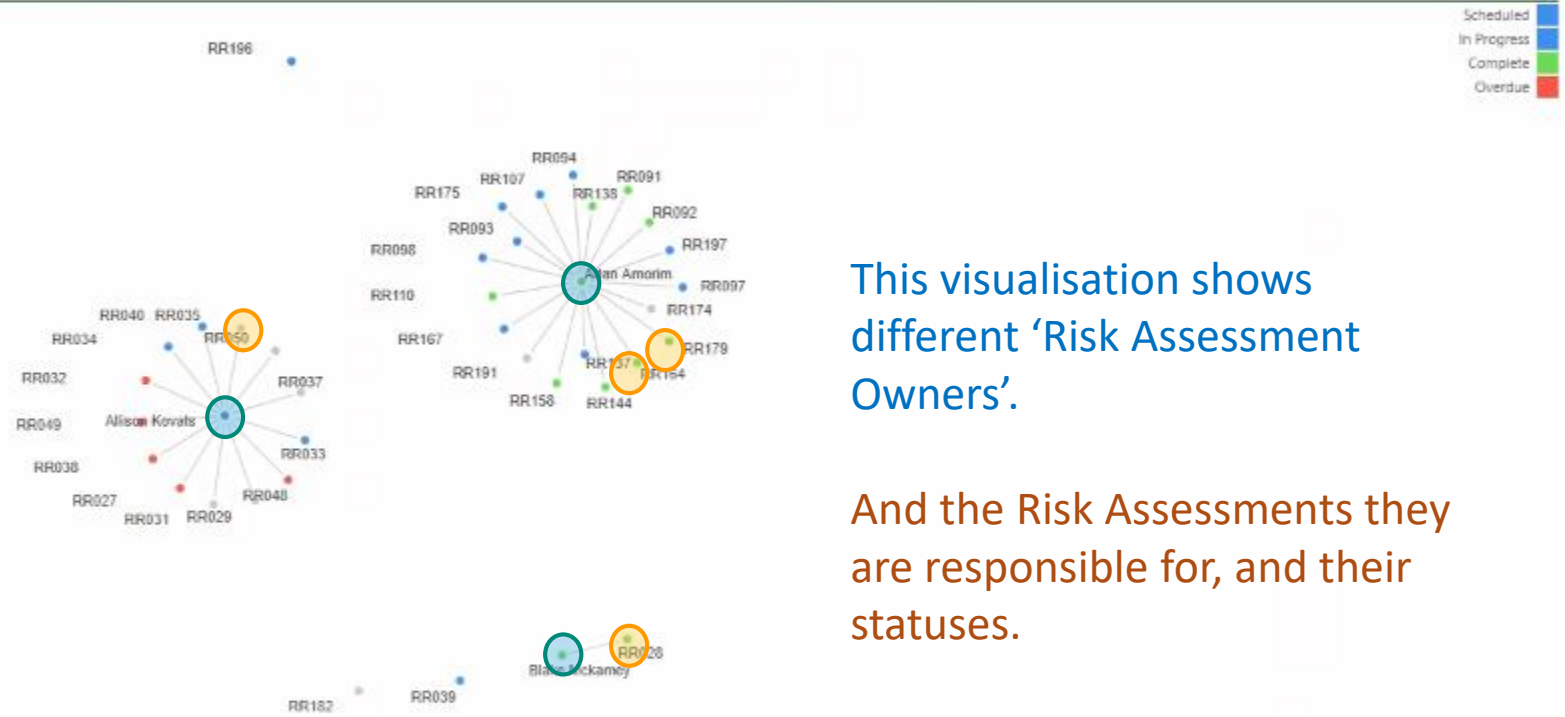 Scheduled
In Progress
Complete
Overdue
RR196
RR094
RR107
RR091
RR175
RR138
RR092
RR093
RR197
RR098
Amorim
RR097
RR110
RR174
RR167
RR179
RR191
RR158
RR144
RR040 RR035
RR034
RR032
RR037
RR049
Allison Kovats
RR033
RR038
RR027
RR048
RR031
RR029
RR182
RR039
This visualisation shows
different ‘Risk Assessment
Owners’.
And the Risk Assessments they
are responsible for, and their
statuses.